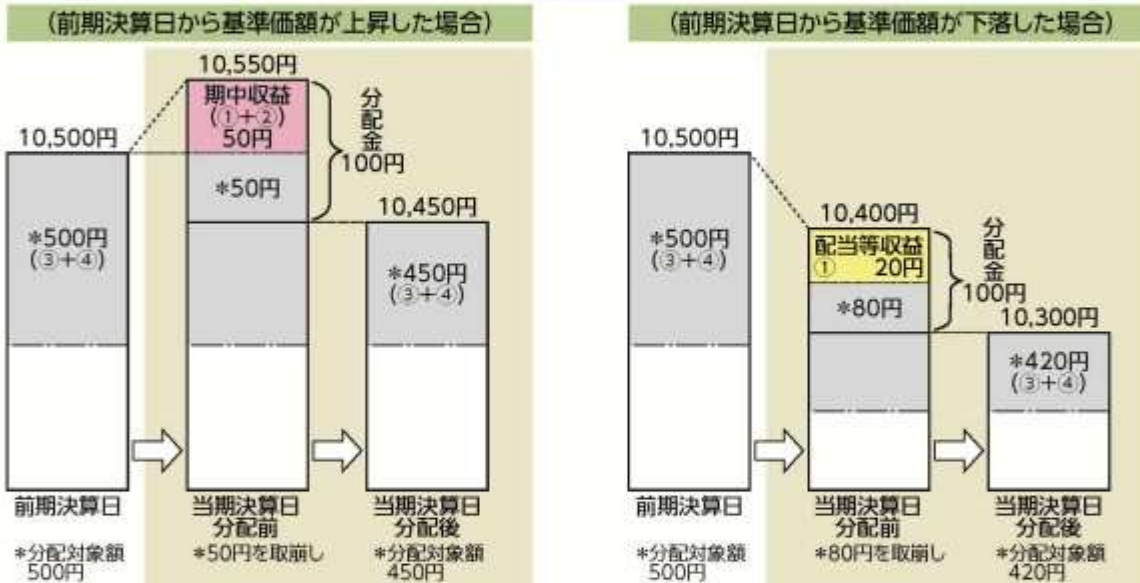 (前期決算日から基準価額が上昇した場合)
10,550円
期中収益
(①+②)
50円
分配金
100円
10,500円
*50円
10,450円
*500円
(③+④)
*450円
(③+④)
前期決算日
当期決算日
分配前
当期決算日
分配後
*分配対象額
500円
*50円を取崩し
*分配対象額
450円
(前期決算日から基準価額が下落した場合)
10,500円
*500円
(③+④)
10,400円
配当等収益
① 20円
分配金
100円
*80円
10,300円
*420円
(③+④)
前期決算日
当期決算日
分配前
当期決算日
分配後
*分配対象額
500円
*80円を取崩し
*分配対象額
420円